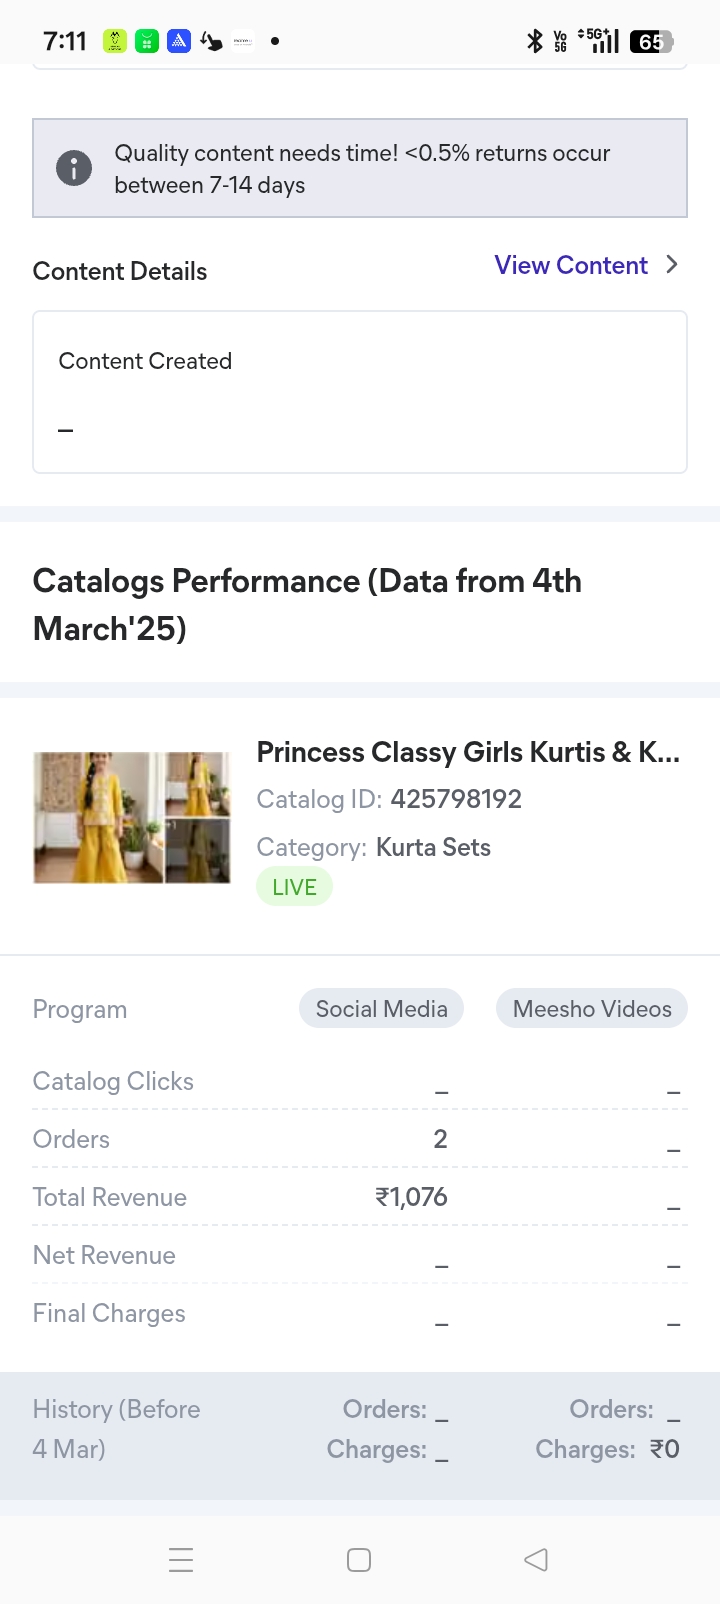 7:11
Vo 5G
5G+
65
Quality content needs time! <0.5% returns occur
between 7-14 days
Content Details
View Content
Content Created
–
Catalogs Performance (Data from 4th
March'25)
Princess Classy Girls Kurtis & K...
Catalog ID: 425798192
Category: Kurta Sets
LIVE
Program Social Media Meesho Videos
Catalog Clicks _ _
Orders 2 _
Total Revenue ₹1,076 _
Net Revenue _ _
Final Charges _ _
History (Before Orders: _ Orders: _
4 Mar) Charges: _ Charges: ₹0